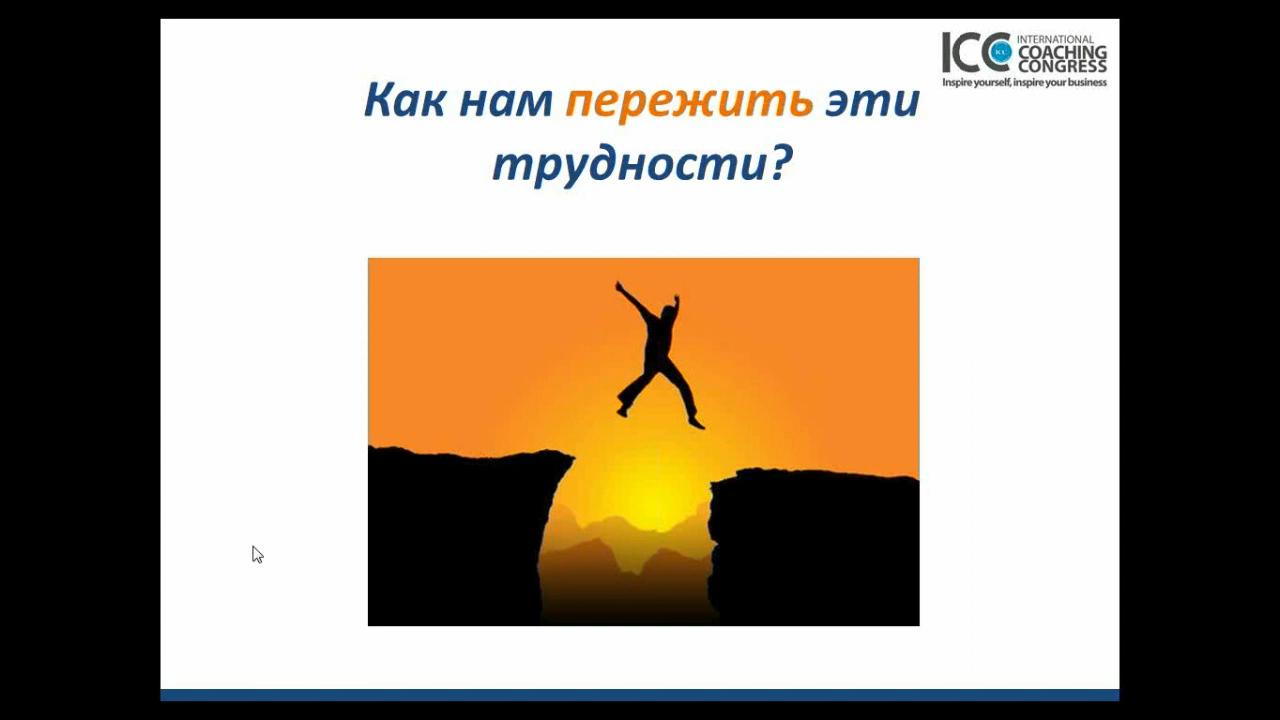 ICC INTERNATIONAL
COACHING
CONGRESS
Inspire yourself, inspire your business
Как нам пережить эти
трудности?